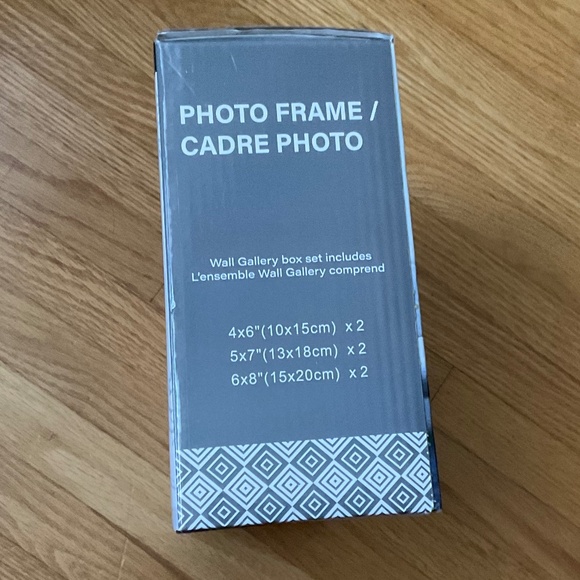 PHOTO FRAME /
CADRE PHOTO
Wall Gallery box set includes
L'ensemble Wall Gallery comprend
4x6"(10x15cm) x 2
5x7"(13x18cm) x 2
6x8"(15x20cm) x 2